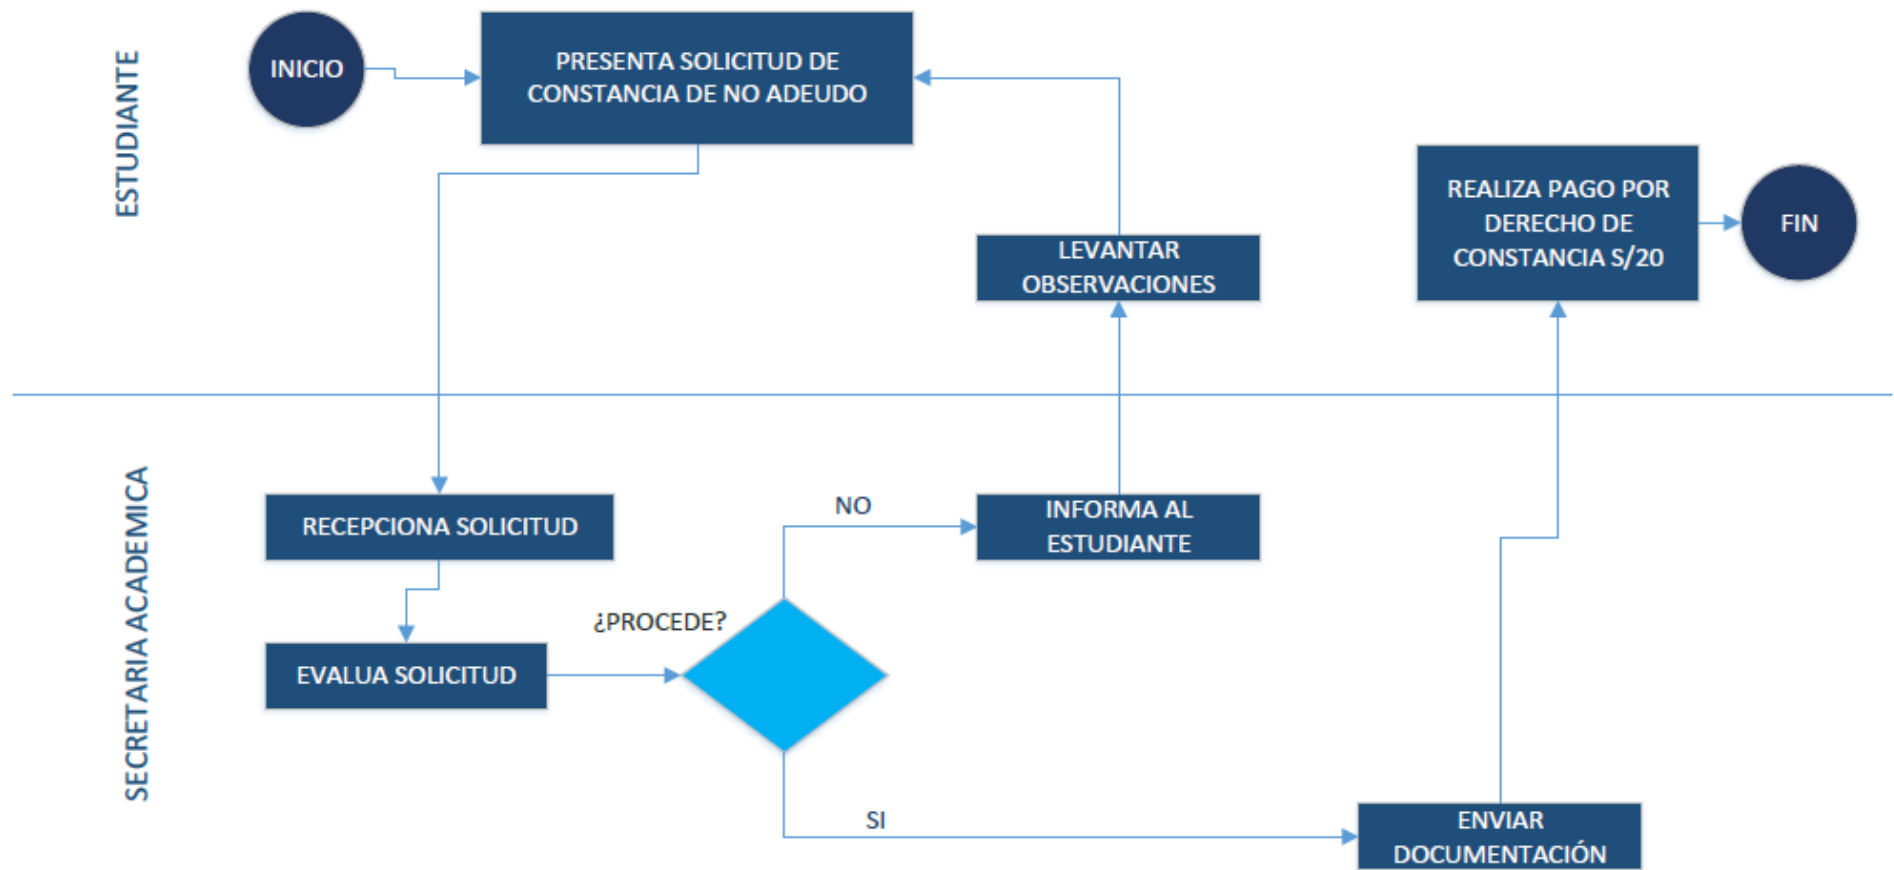 ESTUDIANTE
INICIO
PRESENTA SOLICITUD DE
CONSTANCIA DE NO ADEUDO
LEVANTAR
OBSERVACIONES
REALIZA PAGO POR
DERECHO DE
CONSTANCIA S/20
FIN
SECRETARIA ACADEMICA
RECEPCIONA SOLICITUD
EVALUA SOLICITUD
¿PROCEDE?
NO
INFORMA AL
ESTUDIANTE
SI
ENVIAR
DOCUMENTACIÓN